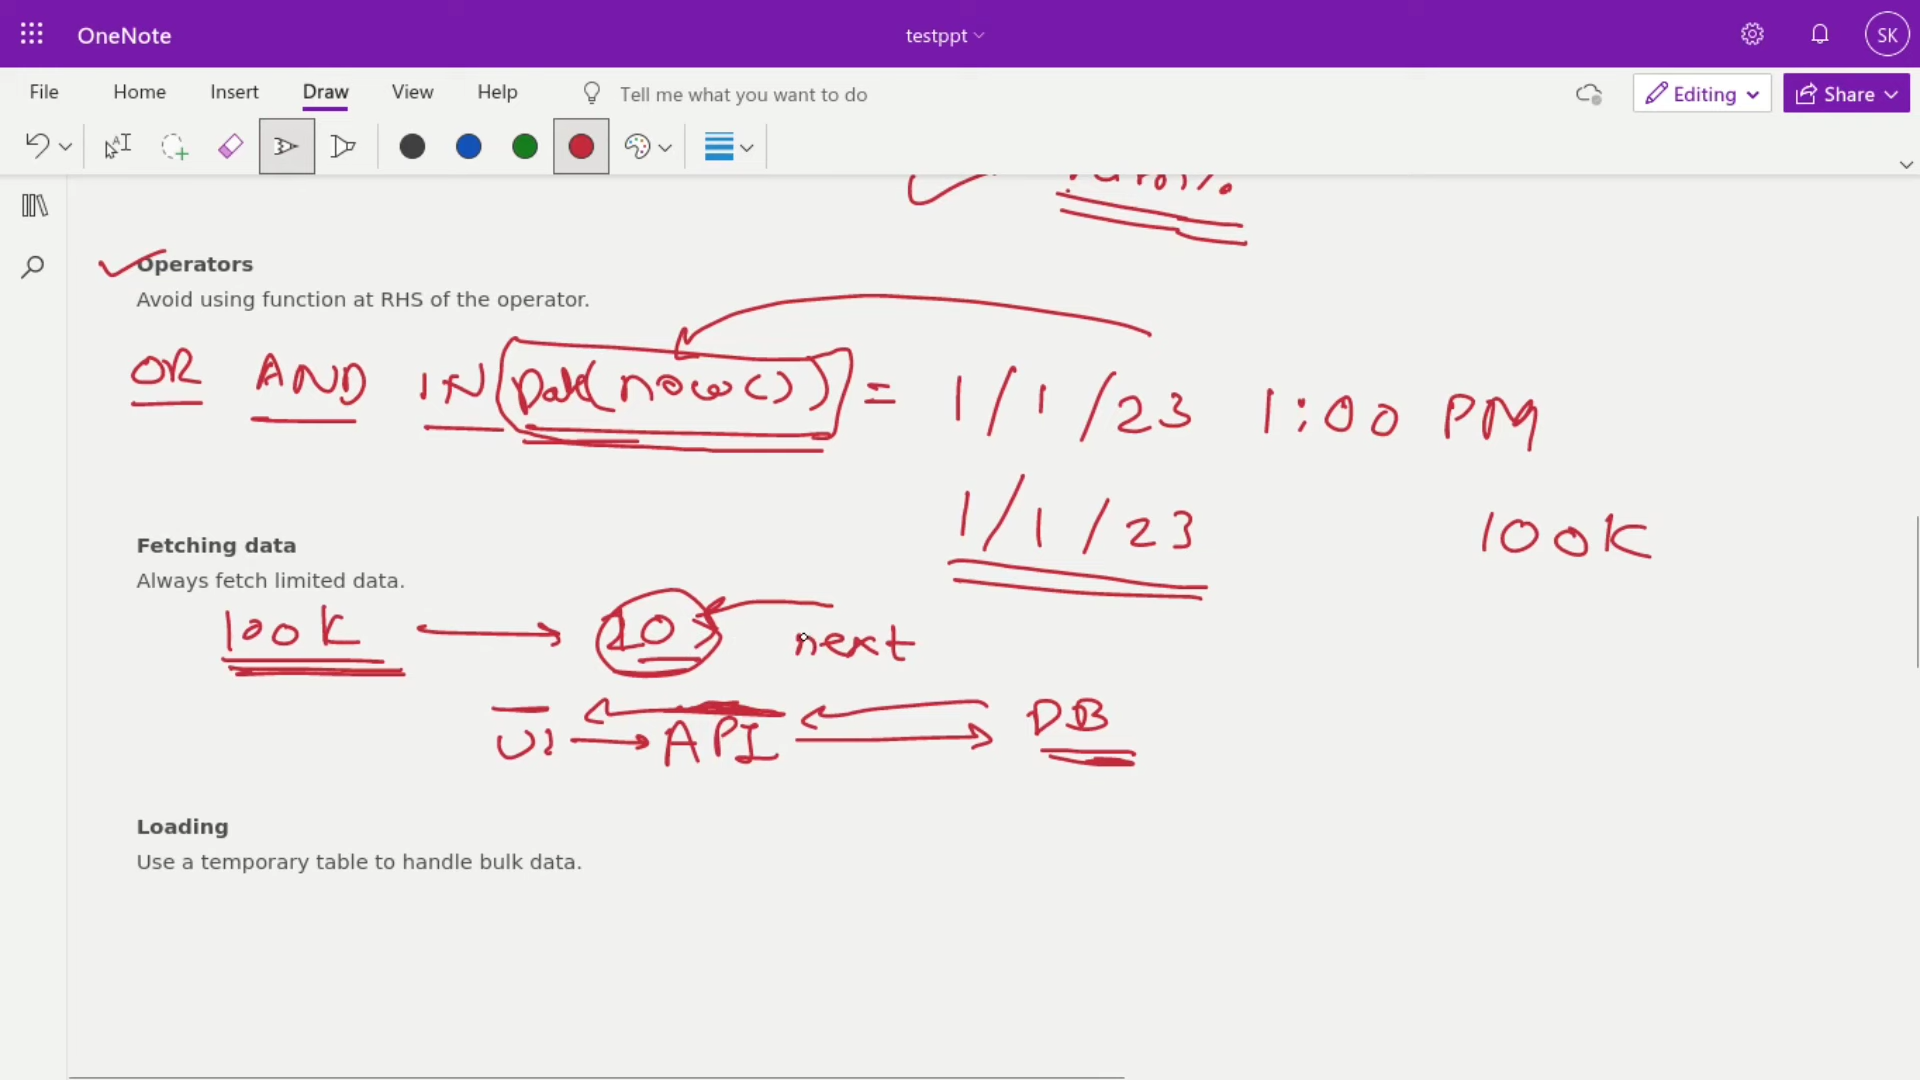 OneNote
testppt
SK
File Home Insert Draw View Help Tell me what you want to do
Editing Share
Operators
Avoid using function at RHS of the operator.
OR AND IN (Date(now())) = 1/1/23 1:00 PM
1/1/23 100K
Fetching data
Always fetch limited data.
100K 10 next
UI API DB
Loading
Use a temporary table to handle bulk data.